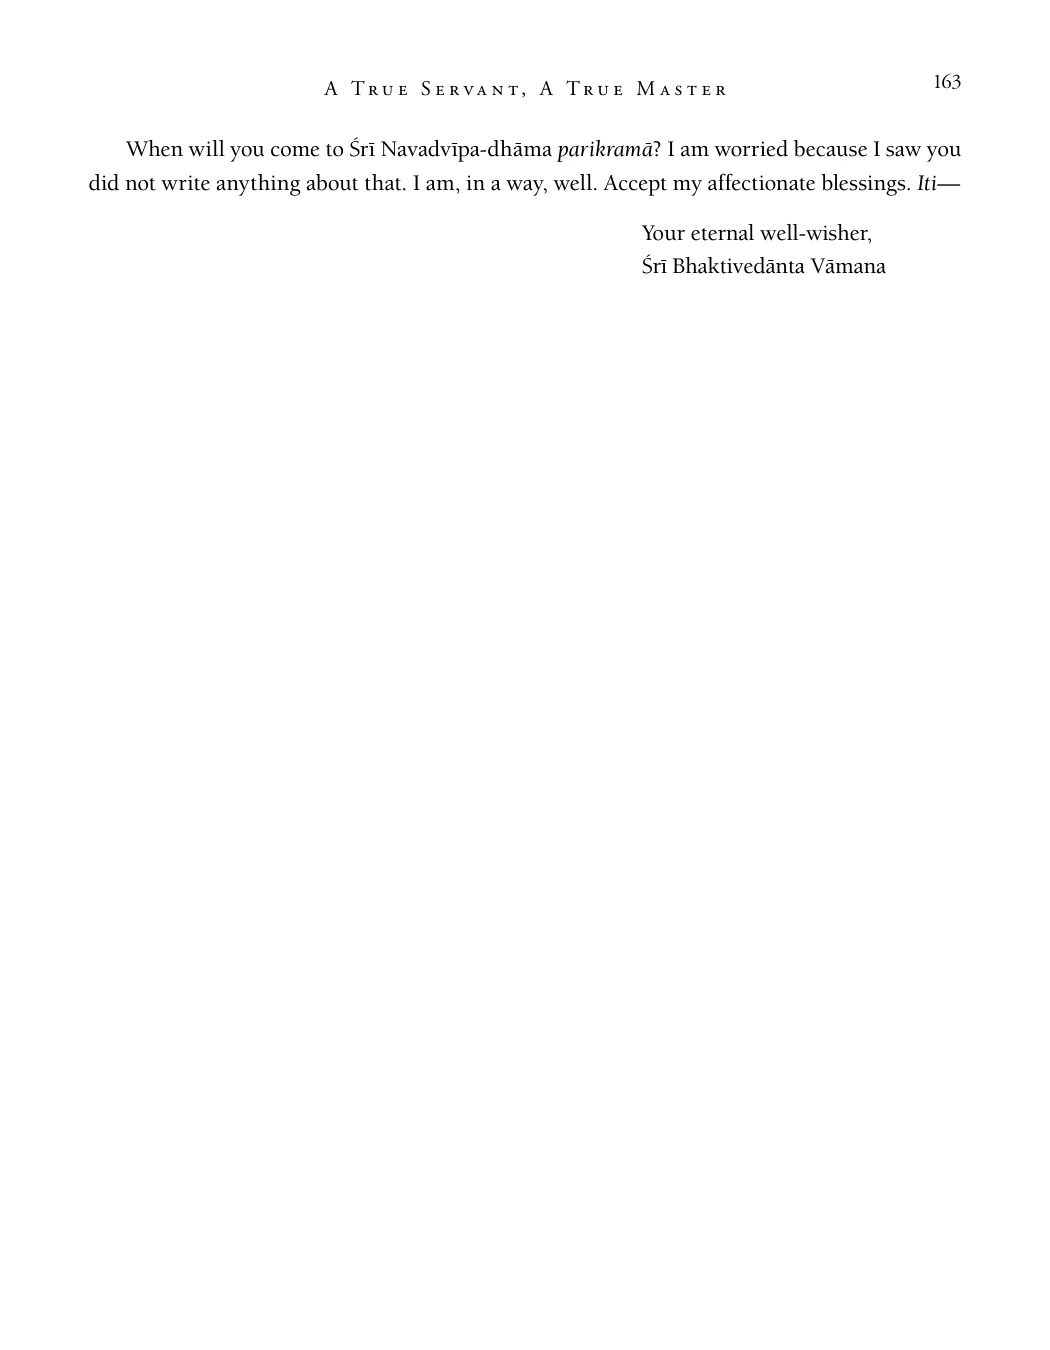 A True Servant, A True Master 163
When will you come to Śrī Navadvīpa-dhāma parikramā? I am worried because I saw you
did not write anything about that. I am, in a way, well. Accept my affectionate blessings. Iti—
Your eternal well-wisher,
Śrī Bhaktivedānta Vāmana